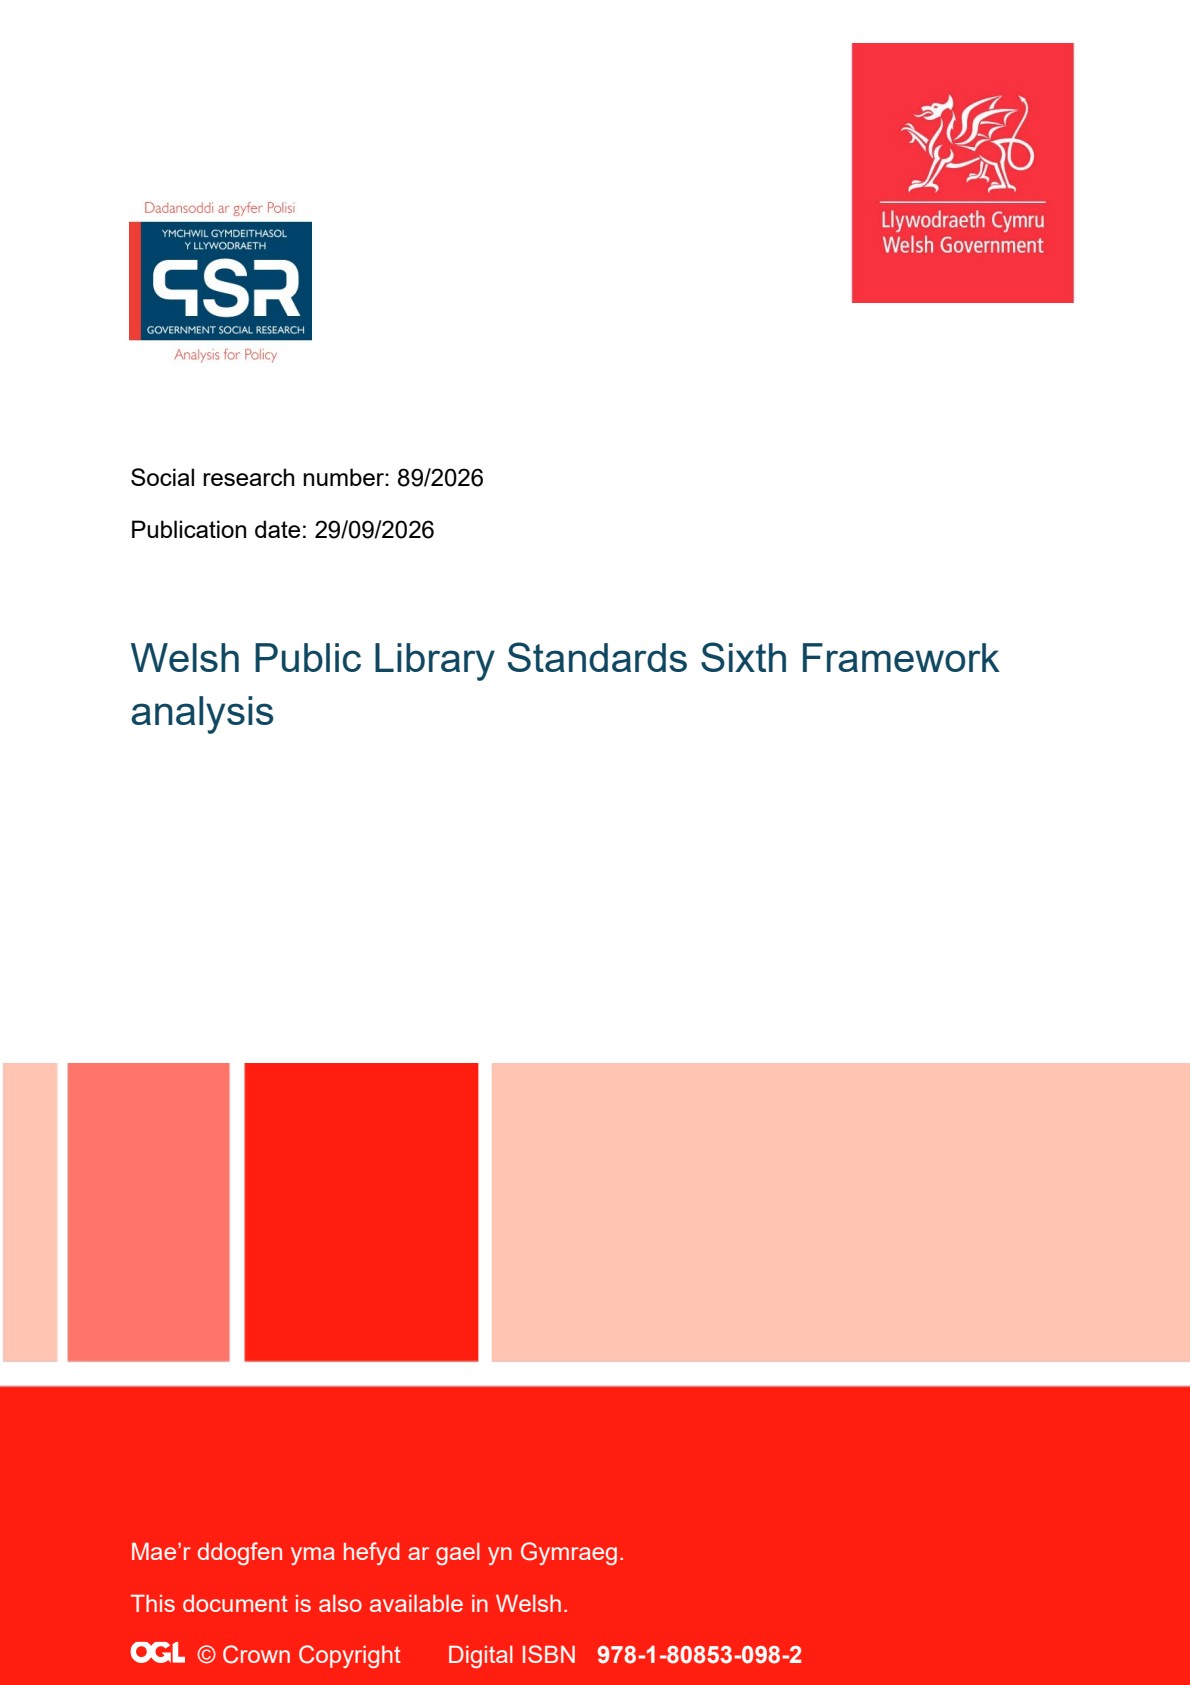 Llywodraeth Cymru
Welsh Government
Dadansoddi ar gyfer Polisi
YMCHWIL GYMDEITHASOL
Y LLYWODRAETH
GSR
GOVERNMENT SOCIAL RESEARCH
Analysis for Policy
Social research number: 89/2026
Publication date: 29/09/2026
Welsh Public Library Standards Sixth Framework
analysis
Mae’r ddogfen yma hefyd ar gael yn Gymraeg.
This document is also available in Welsh.
OGL © Crown Copyright Digital ISBN 978-1-80853-098-2